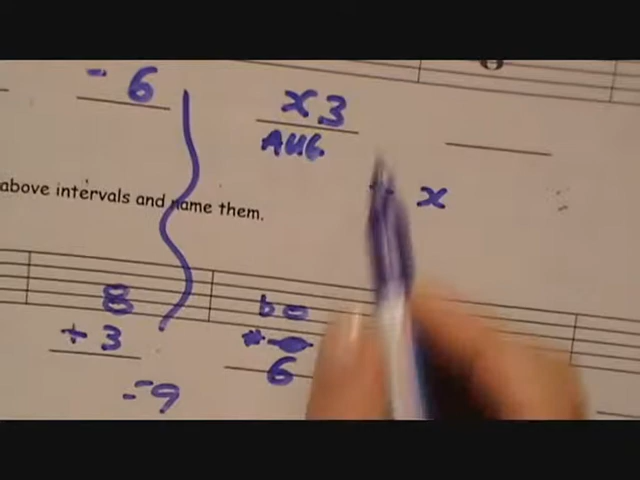 - 6
x3
AUG.
x
above intervals and name them.
8
+ 3
b
#
6
= 9